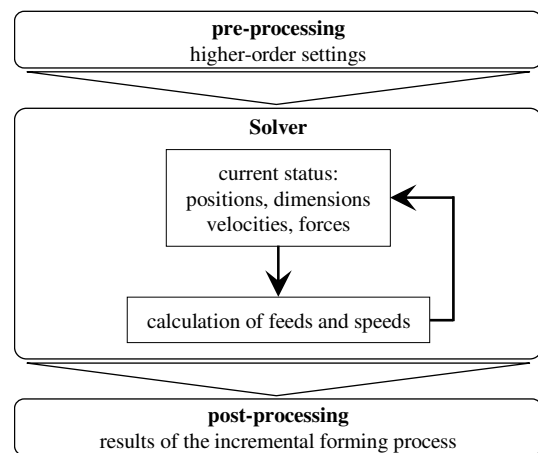 pre-processing
higher-order settings
Solver
current status:
positions, dimensions
velocities, forces
calculation of feeds and speeds
post-processing
results of the incremental forming process